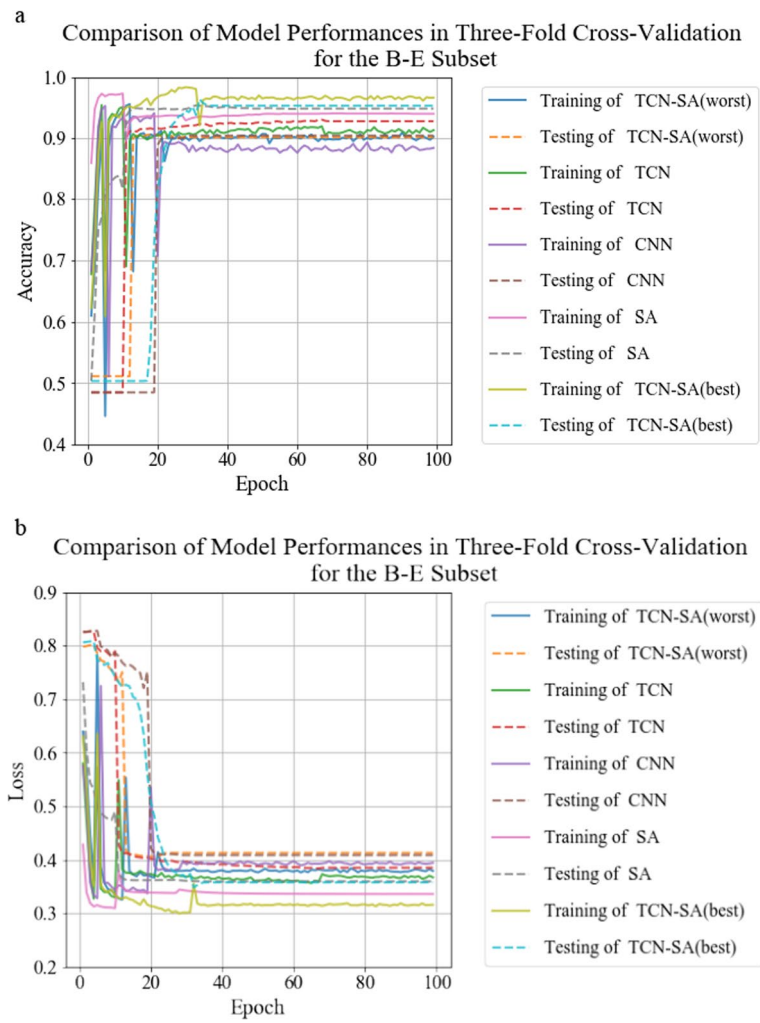 a
Comparison of Model Performances in Three-Fold Cross-Validation
for the B-E Subset
1.0
0.9
0.8
0.7
0.6
0.5
0.4
Accuracy
0 20 40 60 80 100
Epoch
Training of TCN-SA(worst)
Testing of TCN-SA(worst)
Training of TCN
Testing of TCN
Training of CNN
Testing of CNN
Training of SA
Testing of SA
Training of TCN-SA(best)
Testing of TCN-SA(best)
b
Comparison of Model Performances in Three-Fold Cross-Validation
for the B-E Subset
0.9
0.8
0.7
0.6
0.5
0.4
0.3
0.2
Loss
0 20 40 60 80 100
Epoch
Training of TCN-SA(worst)
Testing of TCN-SA(worst)
Training of TCN
Testing of TCN
Training of CNN
Testing of CNN
Training of SA
Testing of SA
Training of TCN-SA(best)
Testing of TCN-SA(best)